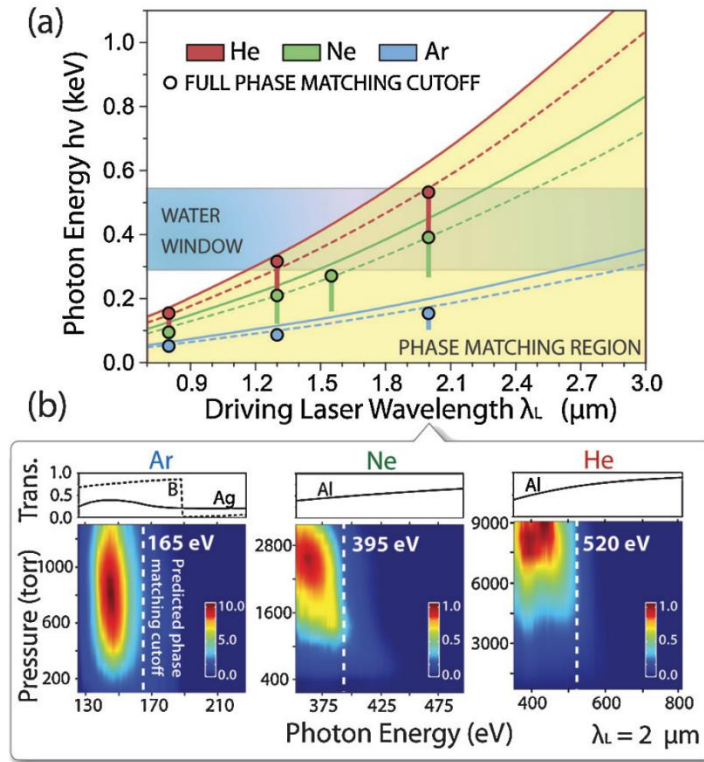 (a)
1.0
0.8
0.6
0.4
0.2
0.0
Photon Energy hν (keV)
He Ne Ar
FULL PHASE MATCHING CUTOFF
WATER
WINDOW
PHASE MATCHING REGION
0.9 1.2 1.5 1.8 2.1 2.4 2.7 3.0
Driving Laser Wavelength λL (μm)
(b)
Ar Ne He
Trans.
1.0
0.5
0.0
B
Ag
Al
Al
Pressure (torr)
1000
600
200
165 eV
Predicted phase
matching cutoff
10.0
5.0
0.0
130 170 210
2800
1600
400
395 eV
1.0
0.5
0.0
375 425 475
9000
6000
3000
520 eV
1.0
0.5
0.0
400 600 800
Photon Energy (eV)
λL = 2 μm